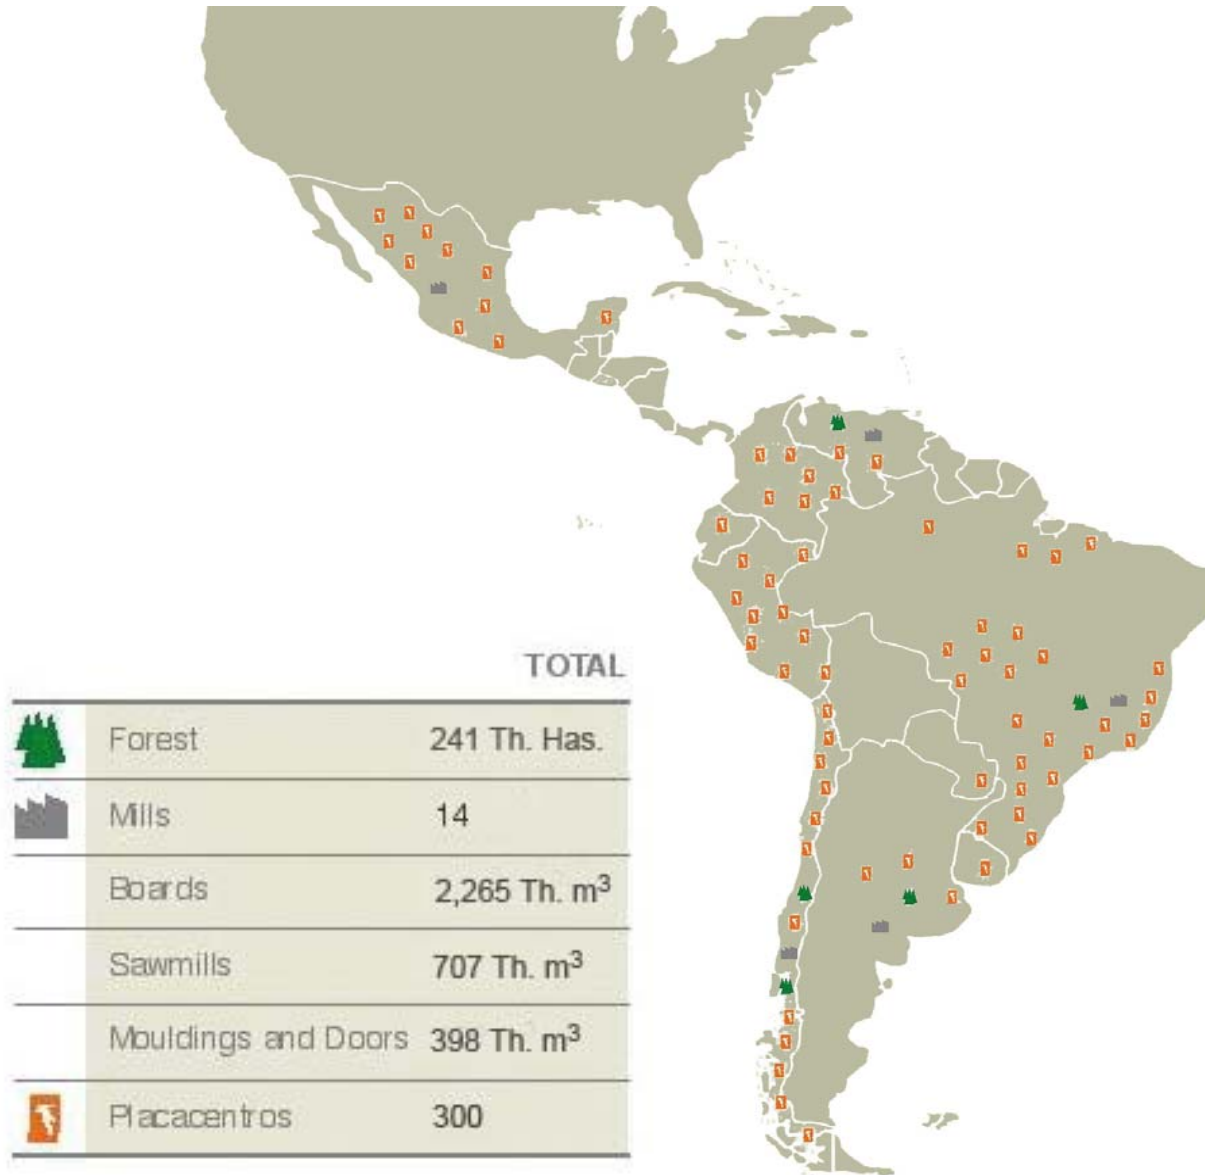 TOTAL
Forest 241 Th. Has.
Mills 14
Boards 2,265 Th. m³
Sawmills 707 Th. m³
Mouldings and Doors 398 Th. m³
Placacentros 300